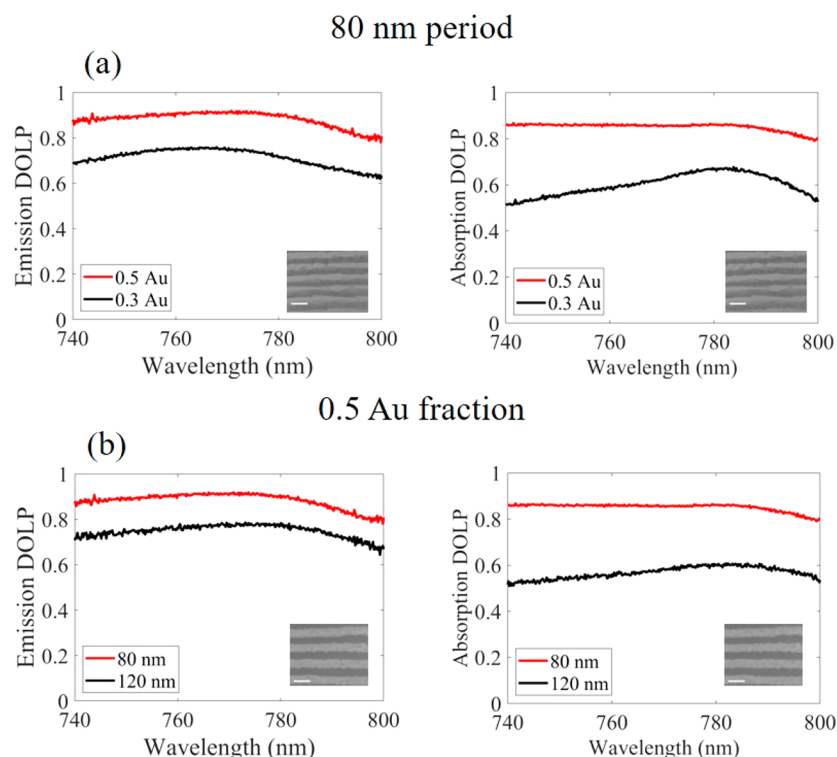 80 nm period
(a)
1
0.8
0.6
0.4
0.2
0
Emission DOLP
0.5 Au
0.3 Au
740 760 780 800
Wavelength (nm)
1
0.8
0.6
0.4
0.2
0
Absorption DOLP
0.5 Au
0.3 Au
740 760 780 800
Wavelength (nm)
0.5 Au fraction
(b)
1
0.8
0.6
0.4
0.2
0
Emission DOLP
80 nm
120 nm
740 760 780 800
Wavelength (nm)
1
0.8
0.6
0.4
0.2
0
Absorption DOLP
80 nm
120 nm
740 760 780 800
Wavelength (nm)